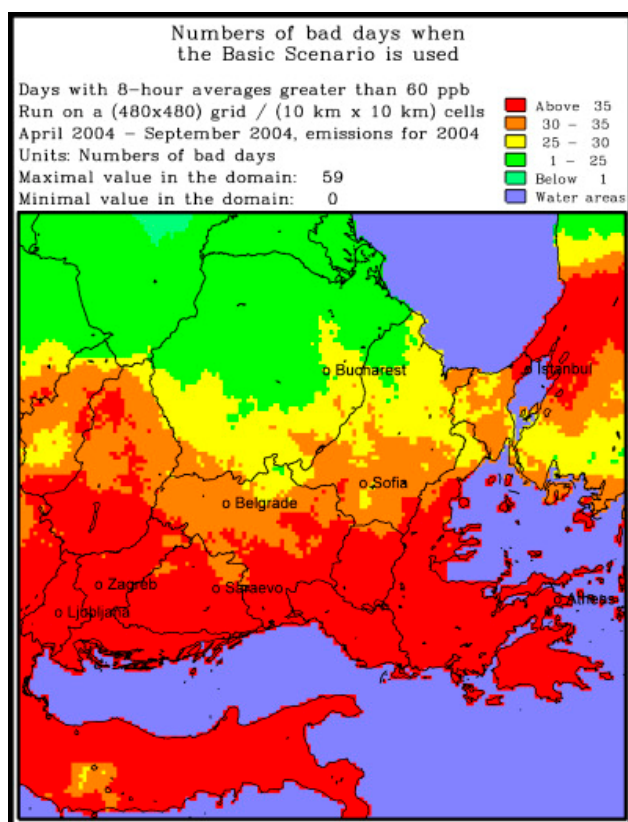 Numbers of bad days when
the Basic Scenario is used
Days with 8-hour averages greater than 60 ppb
Run on a (480x480) grid / (10 km x 10 km) cells
April 2004 - September 2004, emissions for 2004
Units: Numbers of bad days
Maximal value in the domain: 59
Minimal value in the domain: 0
Above 35
30 - 35
25 - 30
1 - 25
Below 1
Water areas
Bucharest
Istanbul
Sofia
Belgrade
Zagreb
Saraevo
Athens
Ljobljana